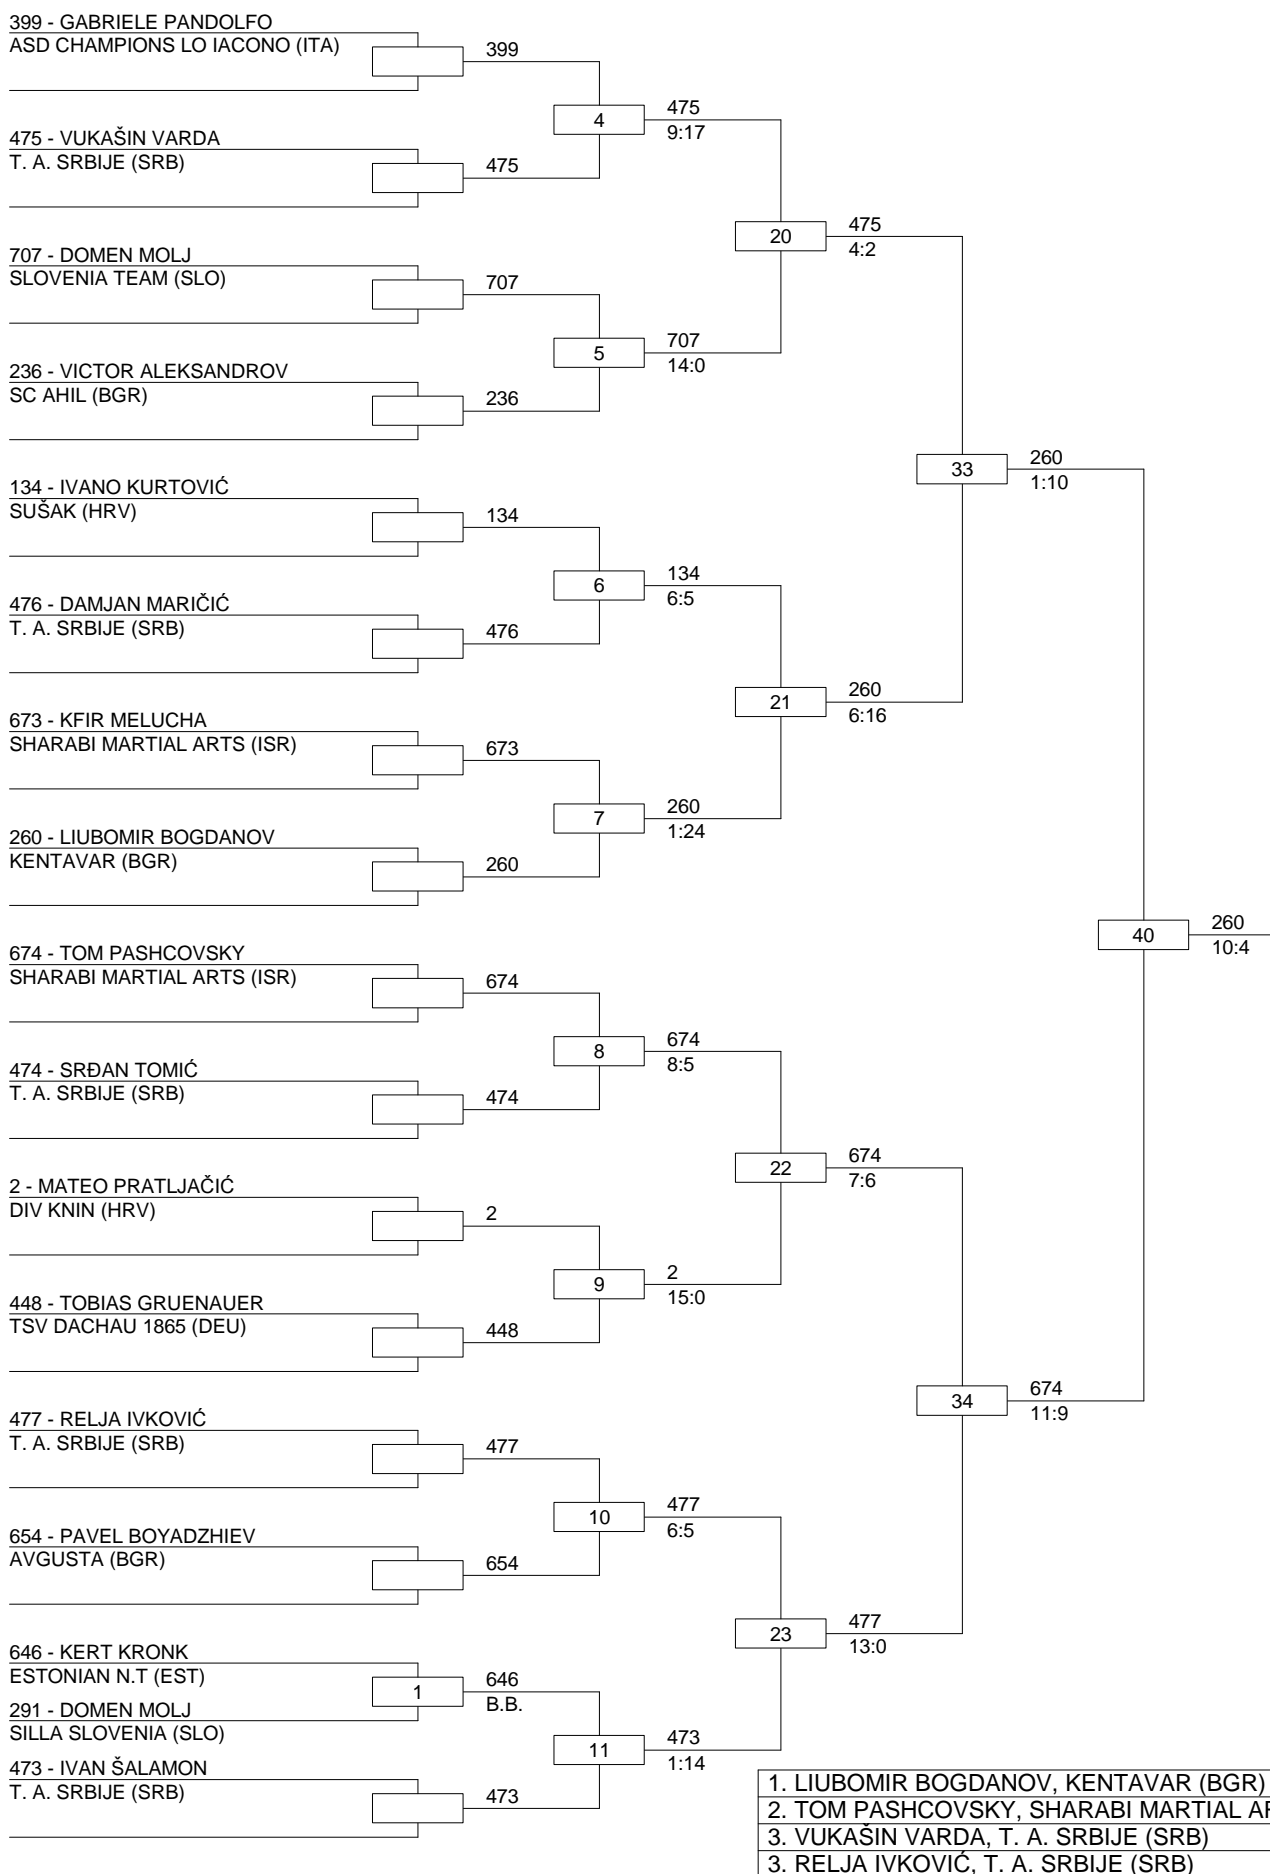 399 - GABRIELE PANDOLFO
ASD CHAMPIONS LO IACONO (ITA)
399
4
475
9:17
475 - VUKAŠIN VARDA
T. A. SRBIJE (SRB)
475
20
475
4:2
707 - DOMEN MOLJ
SLOVENIA TEAM (SLO)
707
5
707
14:0
236 - VICTOR ALEKSANDROV
SC AHIL (BGR)
236
33
260
1:10
134 - IVANO KURTOVIĆ
SUŠAK (HRV)
134
6
134
6:5
476 - DAMJAN MARIČIĆ
T. A. SRBIJE (SRB)
476
21
260
6:16
673 - KFIR MELUCHA
SHARABI MARTIAL ARTS (ISR)
673
7
260
1:24
260 - LIUBOMIR BOGDANOV
KENTAVAR (BGR)
260
40
260
10:4
674 - TOM PASHCOVSKY
SHARABI MARTIAL ARTS (ISR)
674
8
674
8:5
474 - SRĐAN TOMIĆ
T. A. SRBIJE (SRB)
474
22
674
7:6
2 - MATEO PRATLJAČIĆ
DIV KNIN (HRV)
2
9
2
15:0
448 - TOBIAS GRUENAUER
TSV DACHAU 1865 (DEU)
448
34
674
11:9
477 - RELJA IVKOVIĆ
T. A. SRBIJE (SRB)
477
10
477
6:5
654 - PAVEL BOYADZHIEV
AVGUSTA (BGR)
654
23
477
13:0
646 - KERT KRONK
ESTONIAN N.T (EST)
1
646
B.B.
291 - DOMEN MOLJ
SILLA SLOVENIA (SLO)
11
473
1:14
473 - IVAN ŠALAMON
T. A. SRBIJE (SRB)
473
1. LIUBOMIR BOGDANOV, KENTAVAR (BGR)
2. TOM PASHCOVSKY, SHARABI MARTIAL
3. VUKAŠIN VARDA, T. A. SRBIJE (SRB)
3. RELJA IVKOVIĆ, T. A. SRBIJE (SRB)